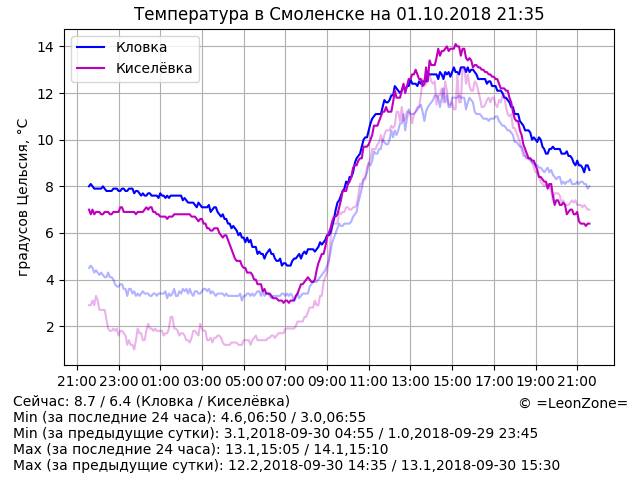 Температура в Смоленске на 01.10.2018 21:35
Кловка
Киселёвка
градусов Цельсия, °C
14
12
10
8
6
4
2
21:00 23:00 01:00 03:00 05:00 07:00 09:00 11:00 13:00 15:00 17:00 19:00 21:00
Сейчас: 8.7 / 6.4 (Кловка / Киселёвка)
© =LeonZone=
Min (за последние 24 часа): 4.6,06:50 / 3.0,06:55
Min (за предыдущие сутки): 3.1,2018-09-30 04:55 / 1.0,2018-09-29 23:45
Max (за последние 24 часа): 13.1,15:05 / 14.1,15:10
Max (за предыдущие сутки): 12.2,2018-09-30 14:35 / 13.1,2018-09-30 15:30